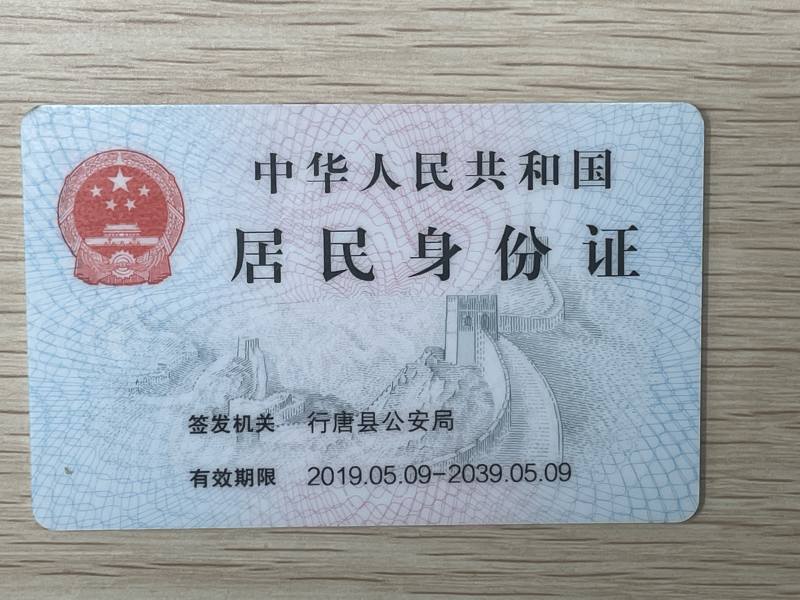 中华人民共和国
居民身份证
签发机关 行唐县公安局
有效期限 2019.05.09-2039.05.09